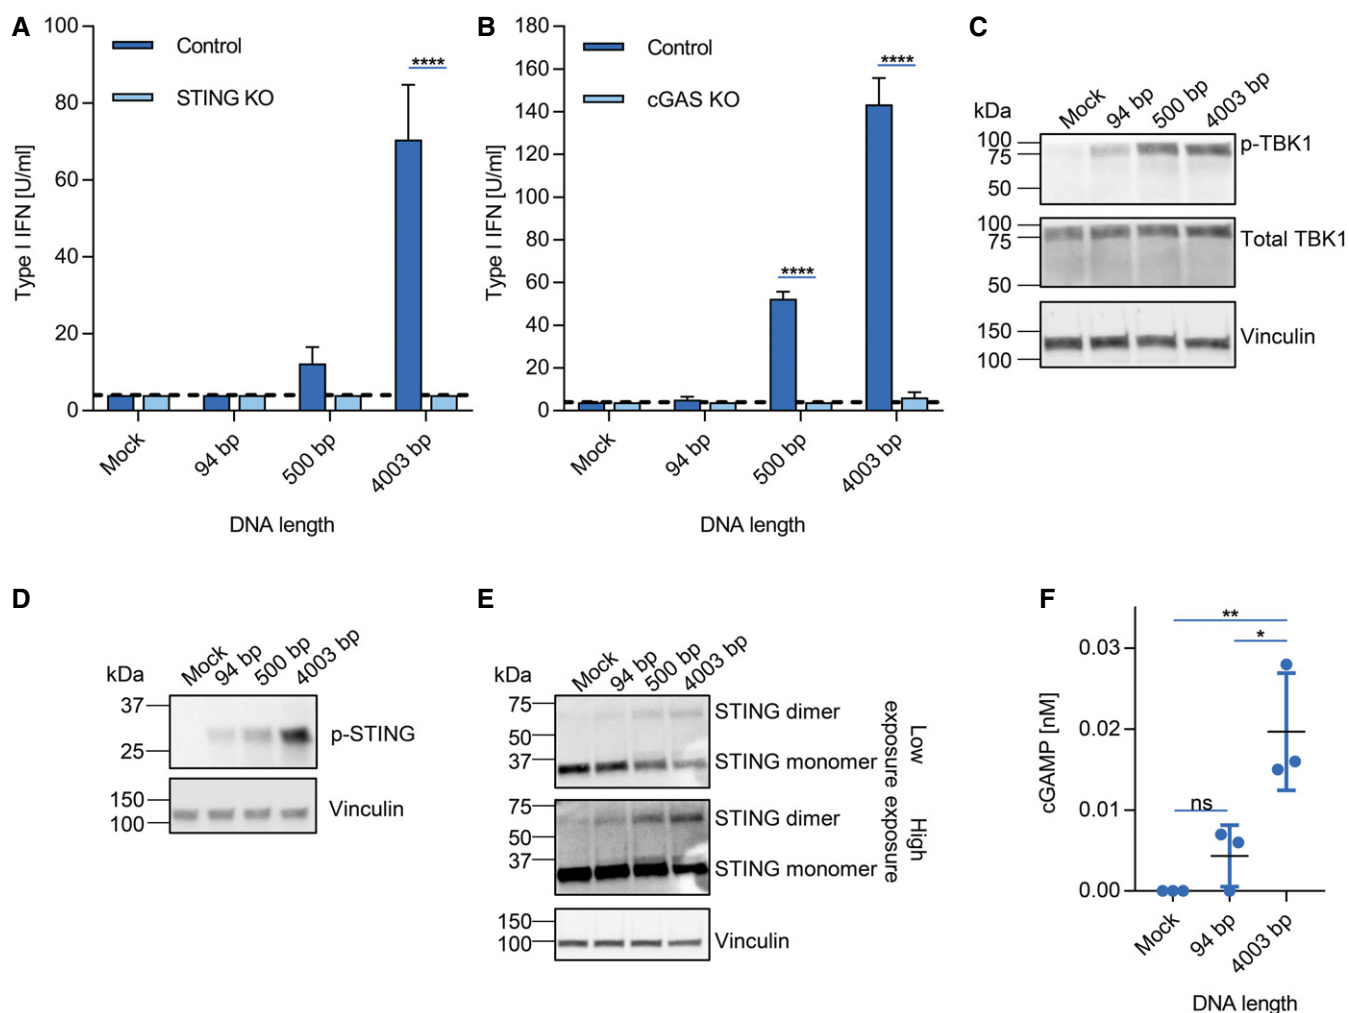 A
100
80
60
40
20
0
Type I IFN [U/ml]
Control
STING KO
****
Mock
94 bp
500 bp
4003 bp
DNA length
B
180
160
140
120
100
80
60
40
20
0
Type I IFN [U/ml]
Control
cGAS KO
****
****
Mock
94 bp
500 bp
4003 bp
DNA length
C
kDa
Mock
94 bp
500 bp
4003 bp
100
75
50
p-TBK1
100
75
50
Total TBK1
150
100
Vinculin
D
kDa
Mock
94 bp
500 bp
4003 bp
37
25
p-STING
150
100
Vinculin
E
kDa
Mock
94 bp
500 bp
4003 bp
75
50
37
STING dimer
STING monomer
Low
exposure
75
50
37
STING dimer
STING monomer
High
exposure
150
100
Vinculin
F
cGAMP [nM]
0.03
0.02
0.01
0.00
**
*
ns
Mock
94 bp
4003 bp
DNA length